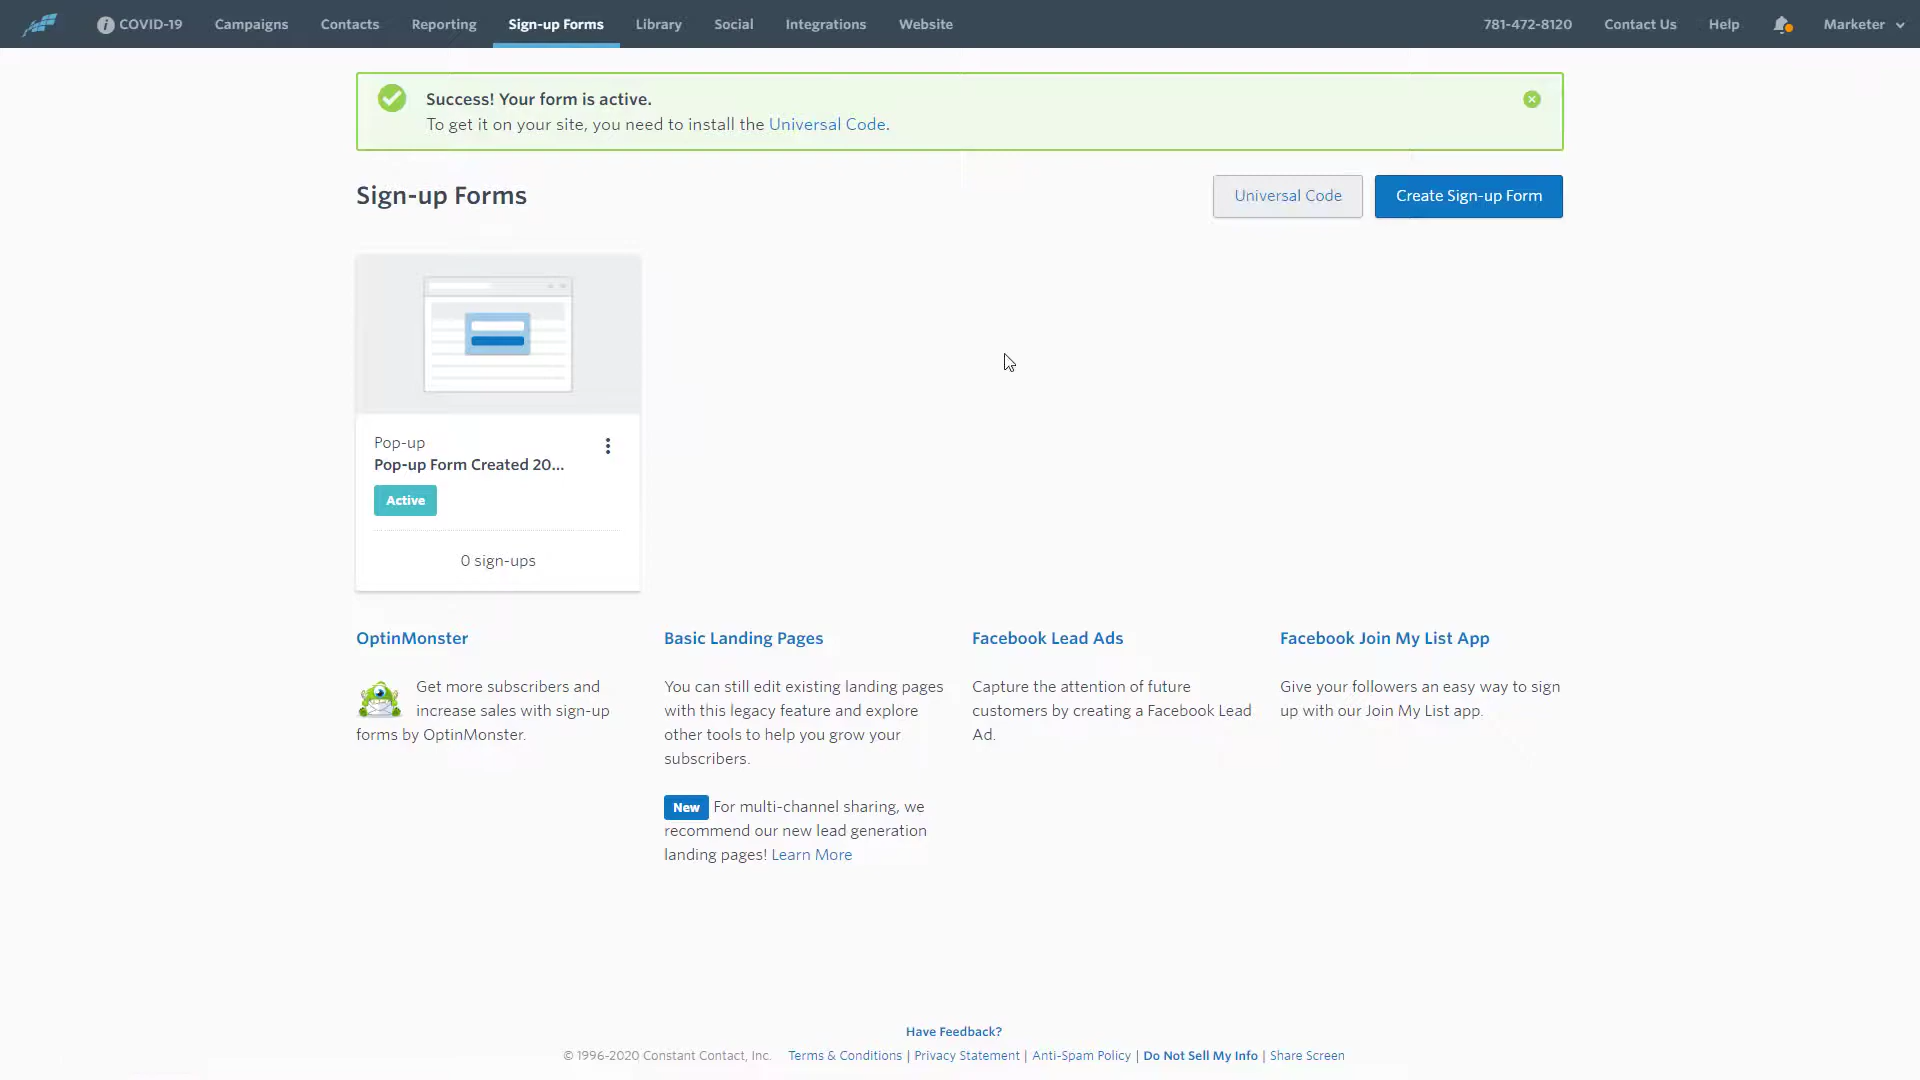 COVID-19 Campaigns Contacts Reporting Sign-up Forms Library Social Integrations Website 781-472-8120 Contact Us Help Marketer
Success! Your form is active.
To get it on your site, you need to install the Universal Code.
Sign-up Forms
Universal Code
Create Sign-up Form
Pop-up
Pop-up Form Created 20...
Active
0 sign-ups
OptinMonster
Get more subscribers and
increase sales with sign-up
forms by OptinMonster.
Basic Landing Pages
You can still edit existing landing pages
with this legacy feature and explore
other tools to help you grow your
subscribers.
New For multi-channel sharing, we
recommend our new lead generation
landing pages! Learn More
Facebook Lead Ads
Capture the attention of future
customers by creating a Facebook Lead
Ad.
Facebook Join My List App
Give your followers an easy way to sign
up with our Join My List app.
Have Feedback?
© 1996-2020 Constant Contact, Inc. Terms & Conditions | Privacy Statement | Anti-Spam Policy | Do Not Sell My Info | Share Screen